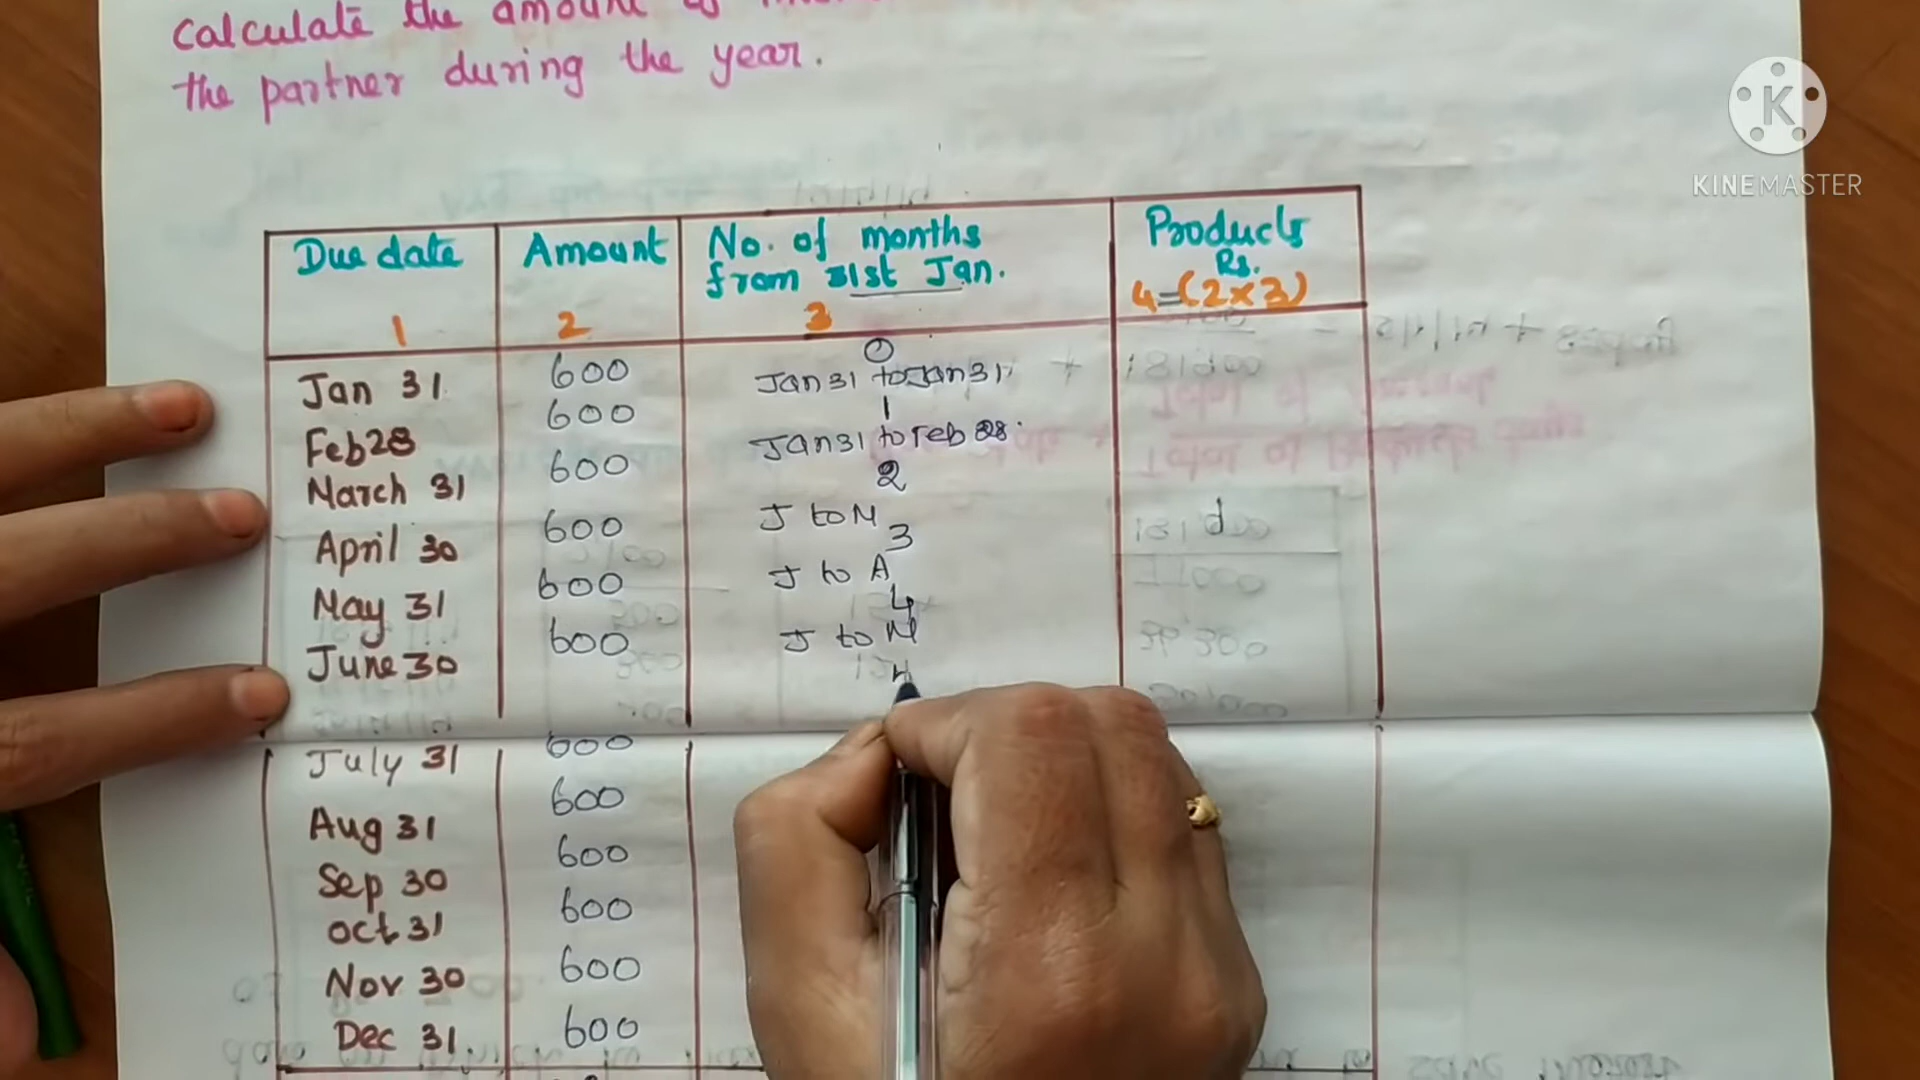 Calculate the amount of
the partner during the year.
KINEMASTER
Due date Amount No. of months from 31st Jan. Products Rs.
1 2 3 4=(2×3)
0
Jan 31 600 Jan 31 to Jan 31
1
Feb 28 600 Jan 31 to Feb 28.
2
March 31 600 J to M
3
April 30 600 J to A
4
May 31 600 J to M
June 30 600
July 31 600
Aug 31 600
Sep 30 600
Oct 31 600
Nov 30 600
Dec 31 600